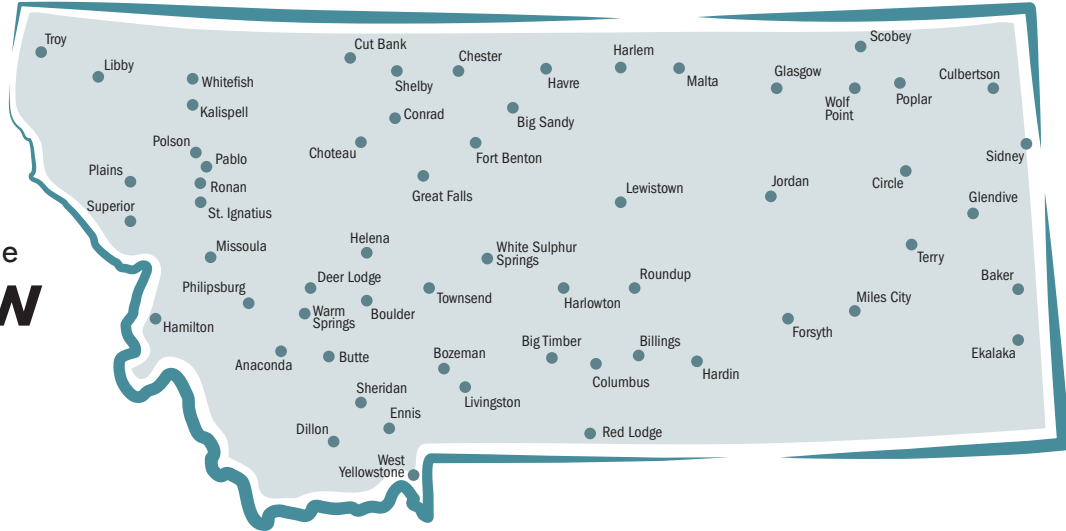 Troy
Libby
Whitefish
Kalispell
Cut Bank
Shelby
Chester
Havre
Harlem
Malta
Scobey
Glasgow
Wolf
Point
Poplar
Culbertson
Conrad
Big Sandy
Choteau
Fort Benton
Polson
Pablo
Plains
Ronan
Superior
St. Ignatius
Great Falls
Lewistown
Jordan
Circle
Sidney
Glendive
e
w
Missoula
Helena
White Sulphur
Springs
Terry
Philipsburg
Deer Lodge
Townsend
Harlowton
Roundup
Baker
Hamilton
Warm
Springs
Boulder
Miles City
Forsyth
Anaconda
Butte
Bozeman
Big Timber
Billings
Columbus
Hardin
Ekalaka
Sheridan
Livingston
Ennis
Dillon
Red Lodge
West
Yellowstone